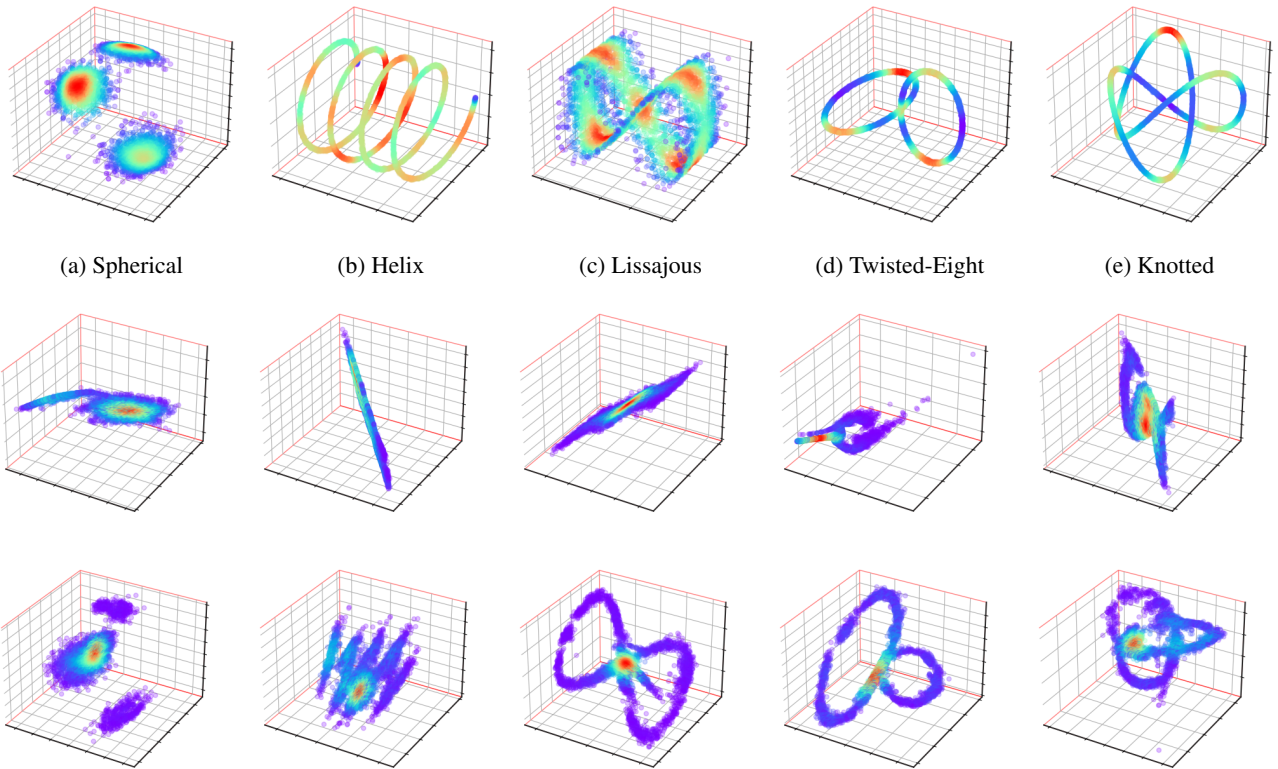 (a) Spherical
(b) Helix
(c) Lissajous
(d) Twisted-Eight
(e) Knotted